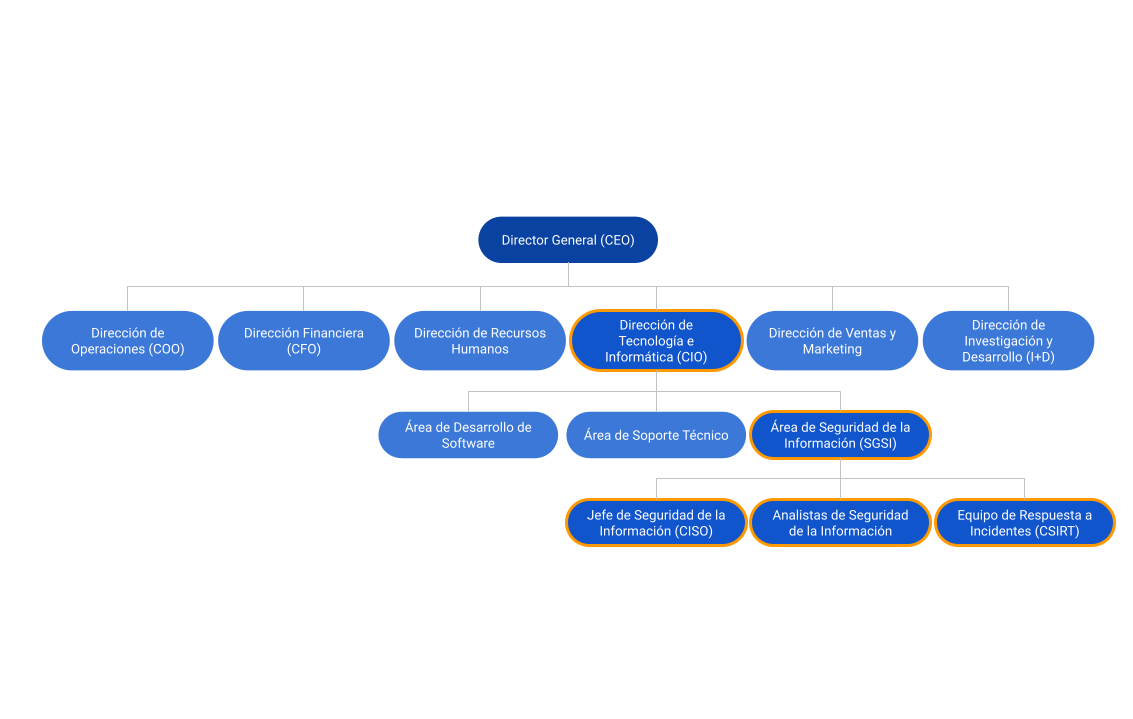 Director General (CEO)
Dirección de
Operaciones (COO)
Dirección Financiera
(CFO)
Dirección de Recursos
Humanos
Dirección de
Tecnología e
Informática (CIO)
Dirección de Ventas y
Marketing
Dirección de
Investigación y
Desarrollo (I+D)
Área de Desarrollo de
Software
Área de Soporte Técnico
Área de Seguridad de la
Información (SGSI)
Jefe de Seguridad de la
Información (CISO)
Analistas de Seguridad
de la Información
Equipo de Respuesta a
Incidentes (CSIRT)